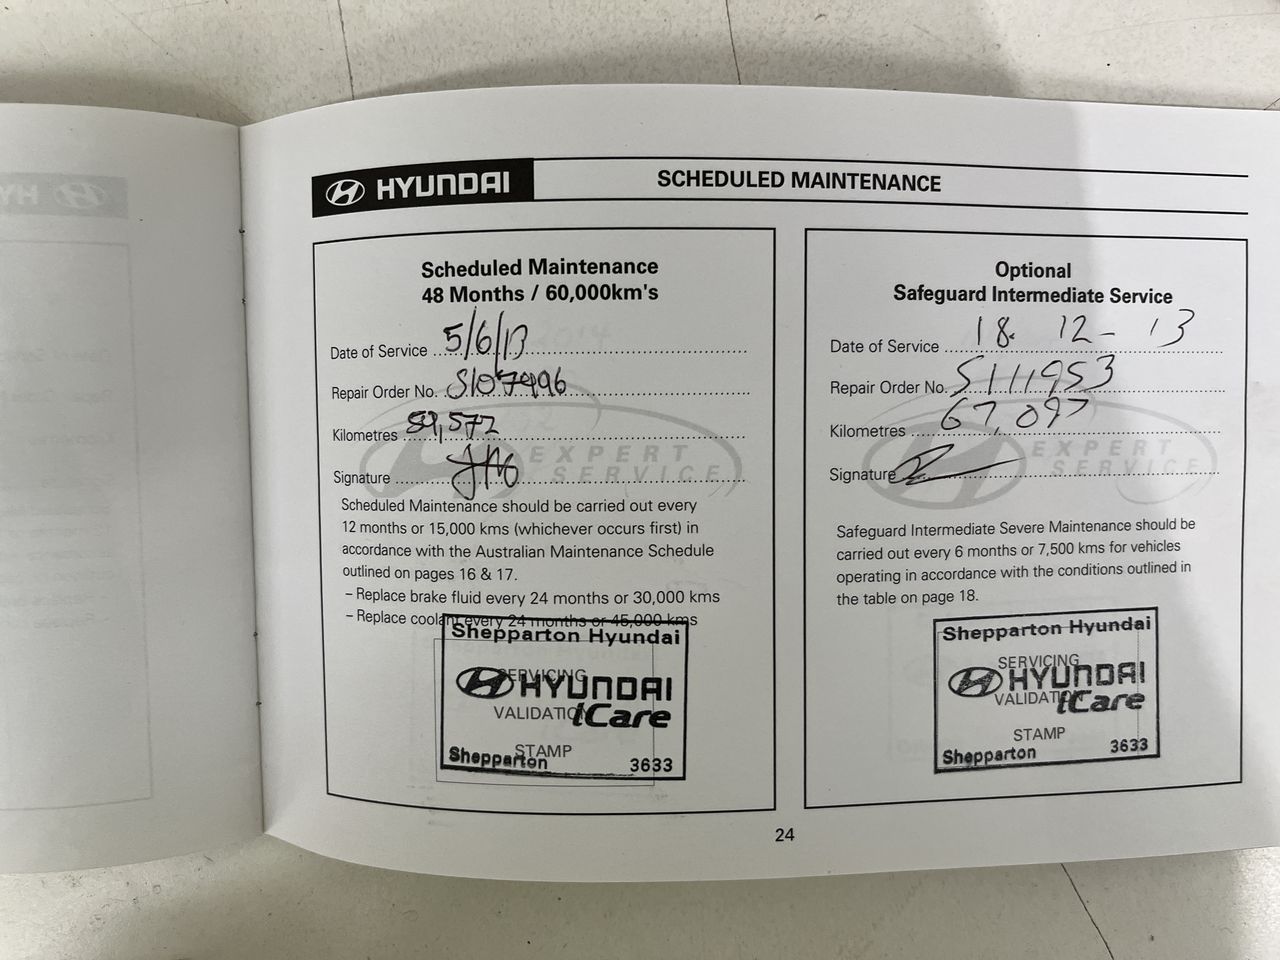 HYUNDAI
SCHEDULED MAINTENANCE
Scheduled Maintenance
48 Months / 60,000km's
Date of Service 5/6/13
Repair Order No. S107496
Kilometres 59,572
Signature
EXPERT
SERVICE
Scheduled Maintenance should be carried out every
12 months or 15,000 kms (whichever occurs first) in
accordance with the Australian Maintenance Schedule
outlined on pages 16 & 17.
– Replace brake fluid every 24 months or 30,000 kms
– Replace coolant every 24 months or 45,000 kms
Shepparton Hyundai
SERVICING
HYUNDAI
VALIDATION
iCare
STAMP
Shepparton 3633
Optional
Safeguard Intermediate Service
Date of Service 18. 12 - 13
Repair Order No. S111953
Kilometres 67,097
Signature
EXPERT
SERVICE
Safeguard Intermediate Severe Maintenance should be
carried out every 6 months or 7,500 kms for vehicles
operating in accordance with the conditions outlined in
the table on page 18.
Shepparton Hyundai
SERVICING
HYUNDAI
VALIDATION
iCare
STAMP
Shepparton 3633
24